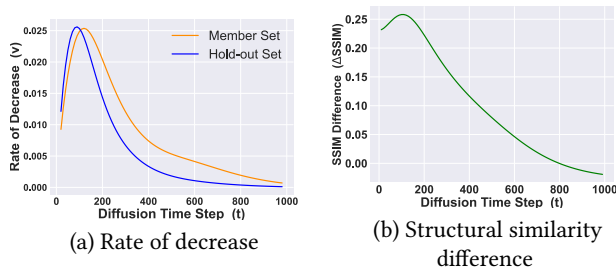 Rate of Decrease (v)
0.025
0.020
0.015
0.010
0.005
0.000
Member Set
Hold-out Set
0 200 400 600 800 1000
Diffusion Time Step (t)
(a) Rate of decrease
SSIM Difference (ΔSSIM)
0.25
0.20
0.15
0.10
0.05
0.00
0 200 400 600 800 1000
Diffusion Time Step (t)
(b) Structural similarity
difference